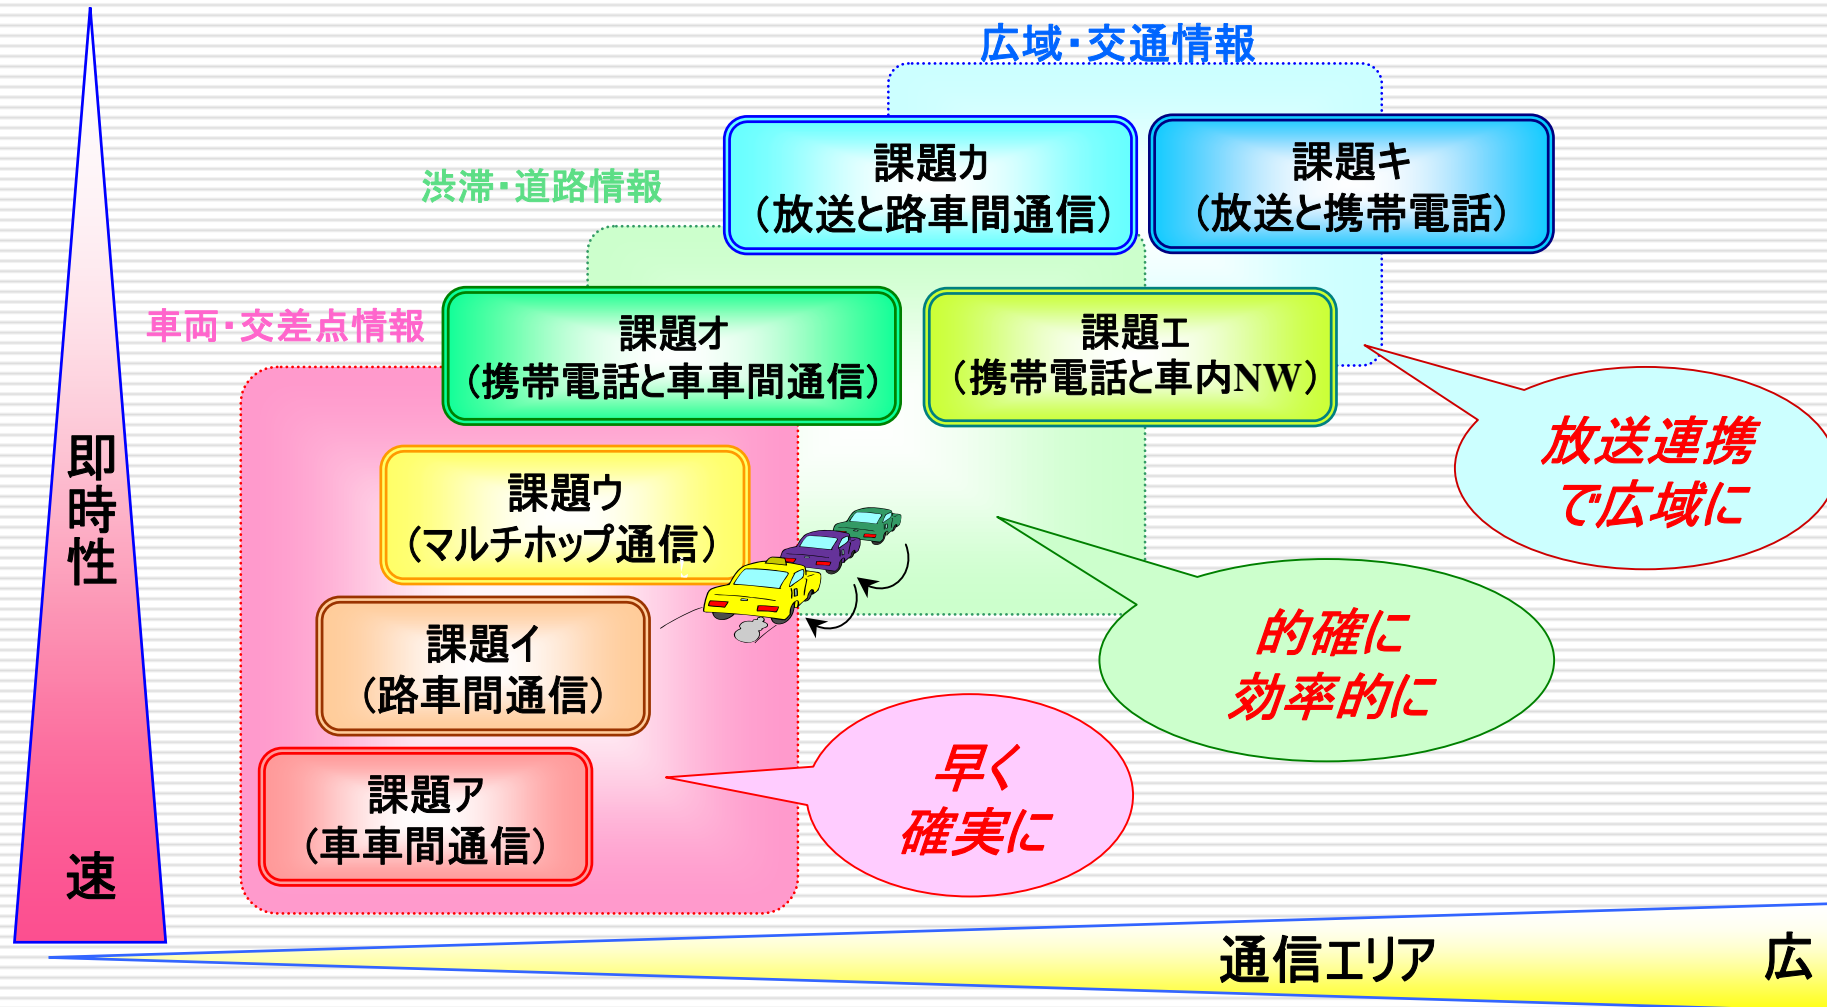 広域・交通情報
課題カ
（放送と路車間通信）
課題キ
（放送と携帯電話）
渋滞・道路情報
車両・交差点情報
課題オ
（携帯電話と車車間通信）
課題エ
（携帯電話と車内NW）
放送連携
で広域に
即時性
課題ウ
（マルチホップ通信）
的確に
効率的に
課題イ
（路車間通信）
早く
確実に
課題ア
（車車間通信）
速
通信エリア
広